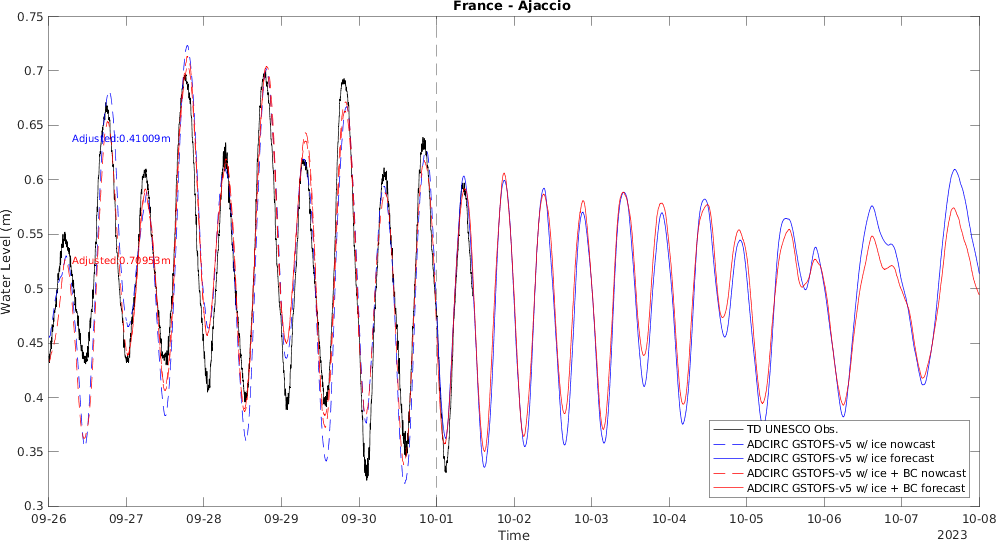 France - Ajaccio
0.75
0.7
0.65
0.6
0.55
0.5
0.45
0.4
0.35
0.3
Water Level (m)
Adjusted:0.41009m
Adjusted:0.70953m
TD UNESCO Obs.
ADCIRC GSTOFS-v5 w/ ice nowcast
ADCIRC GSTOFS-v5 w/ ice forecast
ADCIRC GSTOFS-v5 w/ ice + BC nowcast
ADCIRC GSTOFS-v5 w/ ice + BC forecast
09-26 09-27 09-28 09-29 09-30 10-01 10-02 10-03 10-04 10-05 10-06 10-07 10-08
Time
2023